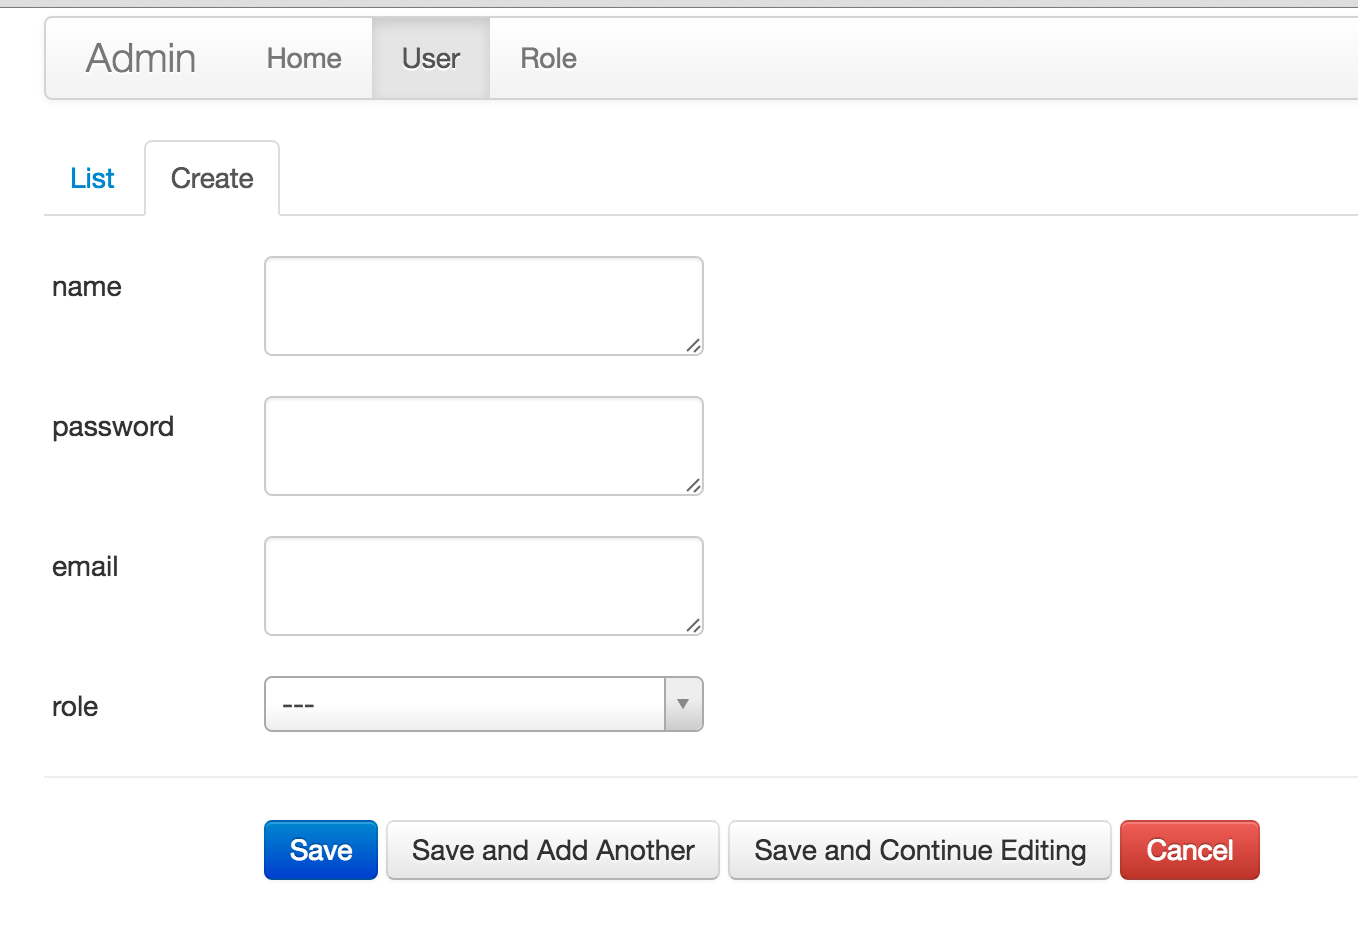 Admin Home User Role
List Create
name
password
email
role ---
Save Save and Add Another Save and Continue Editing Cancel